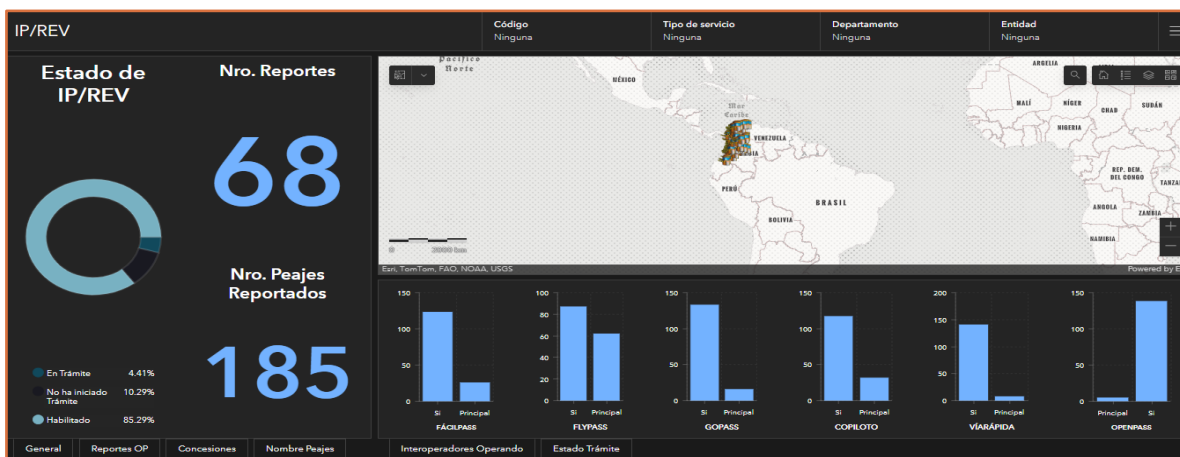 IP/REV
Código
Ninguna
Tipo de servicio
Ninguna
Departamento
Ninguna
Entidad
Ninguna
Estado de
IP/REV
En Trámite 4.41%
No ha iniciado 10.29%
Trámite
Habilitado 85.29%
Nro. Reportes
68
Nro. Peajes
Reportados
185
Pacífico
Norte
MÉXICO
Mar
Caribe
VENEZUELA
PERÚ
BRASIL
BOLIVIA
ARGELIA
MALÍ
NÍGER
CHAD
SUDÁN
NIGERIA
REP. DEM.
DEL CONGO
ANGOLA
ZAMBIA
NAMIBIA
0 2000 km
Esri, TomTom, FAO, NOAA, USGS
Powered by E
150
100
50
0
Si Principal
FÁCILPASS
100
80
60
40
20
0
Si Principal
FLYPASS
150
100
50
0
Si Principal
GOPASS
150
100
50
0
Si Principal
COPILOTO
200
150
100
50
0
Si Principal
VÍARÁPIDA
150
100
50
0
Principal Si
OPENPASS
General Reportes OP Concesiones Nombre Peajes Interoperadores Operando Estado Trámite